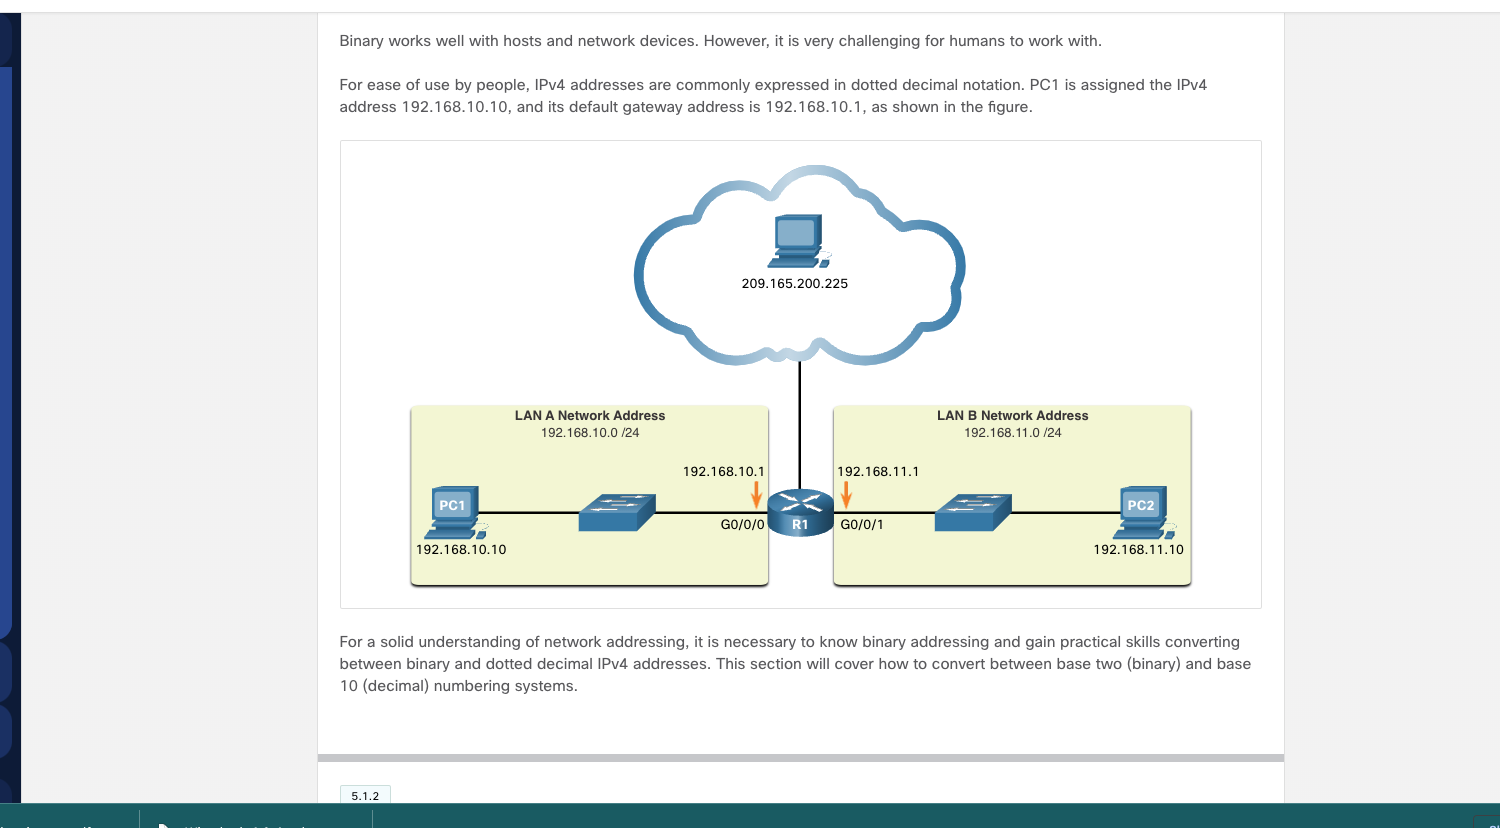 Binary works well with hosts and network devices. However, it is very challenging for humans to work with.
For ease of use by people, IPv4 addresses are commonly expressed in dotted decimal notation. PC1 is assigned the IPv4
address 192.168.10.10, and its default gateway address is 192.168.10.1, as shown in the figure.
209.165.200.225
LAN A Network Address
192.168.10.0 /24
LAN B Network Address
192.168.11.0 /24
192.168.10.1
192.168.11.1
PC1
PC2
G0/0/0
R1
G0/0/1
192.168.10.10
192.168.11.10
For a solid understanding of network addressing, it is necessary to know binary addressing and gain practical skills converting
between binary and dotted decimal IPv4 addresses. This section will cover how to convert between base two (binary) and base
10 (decimal) numbering systems.
5.1.2